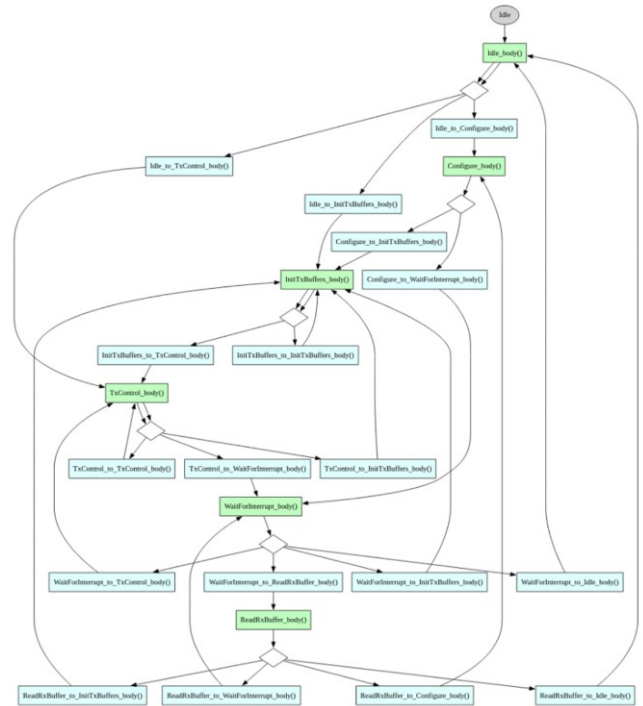 Idle
Idle_body()
Idle_to_Configure_body()
Idle_to_TxControl_body()
Configure_body()
Idle_to_InitTxBuffers_body()
Configure_to_InitTxBuffers_body()
InitTxBuffers_body()
Configure_to_WaitForInterrupt_body()
InitTxBuffers_to_TxControl_body()
InitTxBuffers_to_InitTxBuffers_body()
TxControl_body()
TxControl_to_TxControl_body()
TxControl_to_WaitForInterrupt_body()
TxControl_to_InitTxBuffers_body()
WaitForInterrupt_body()
WaitForInterrupt_to_TxControl_body()
WaitForInterrupt_to_ReadRxBuffer_body()
WaitForInterrupt_to_InitTxBuffers_body()
WaitForInterrupt_to_Idle_body()
ReadRxBuffer_body()
ReadRxBuffer_to_InitTxBuffers_body()
ReadRxBuffer_to_WaitForInterrupt_body()
ReadRxBuffer_to_Configure_body()
ReadRxBuffer_to_Idle_body()